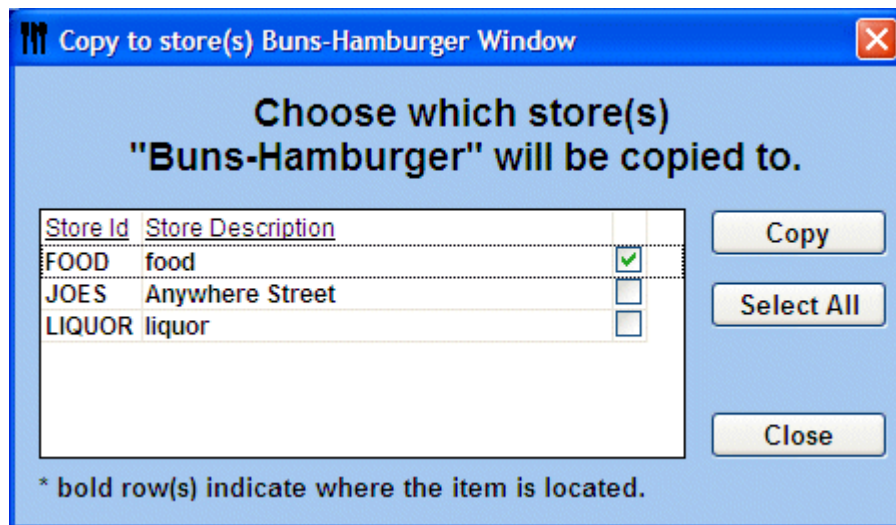 Copy to store(s) Buns-Hamburger Window
Choose which store(s)
"Buns-Hamburger" will be copied to.
Store Id Store Description
FOOD food
JOES Anywhere Street
LIQUOR liquor
Copy
Select All
Close
* bold row(s) indicate where the item is located.